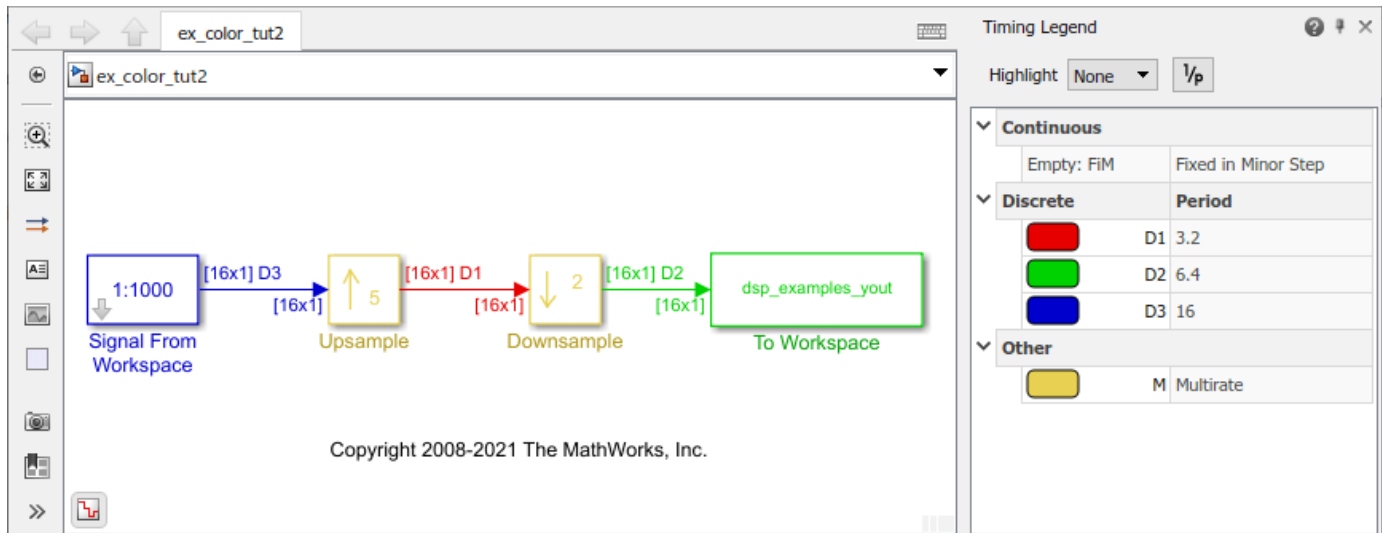 ex_color_tut2
ex_color_tut2
1:1000
Signal From
Workspace
[16x1] D3
[16x1]
5
Upsample
[16x1] D1
[16x1]
2
Downsample
[16x1] D2
[16x1]
dsp_examples_yout
To Workspace
Copyright 2008-2021 The MathWorks, Inc.
Timing Legend
Highlight None 1/p
Continuous
Empty: FiM Fixed in Minor Step
Discrete Period
D1 3.2
D2 6.4
D3 16
Other
M Multirate